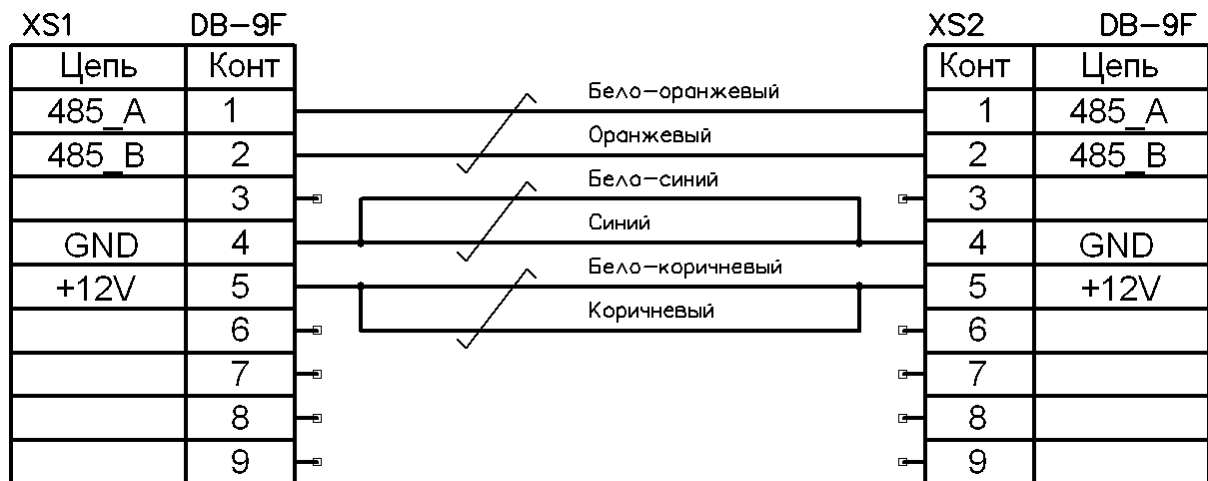 XS1 DB-9F XS2 DB-9F
Цепь Конт Конт Цепь
485_A 1 Бело-оранжевый 1 485_A
485_B 2 Оранжевый 2 485_B
3 Бело-синий 3
GND 4 Синий 4 GND
+12V 5 Бело-коричневый 5 +12V
6 Коричневый 6
7 7
8 8
9 9